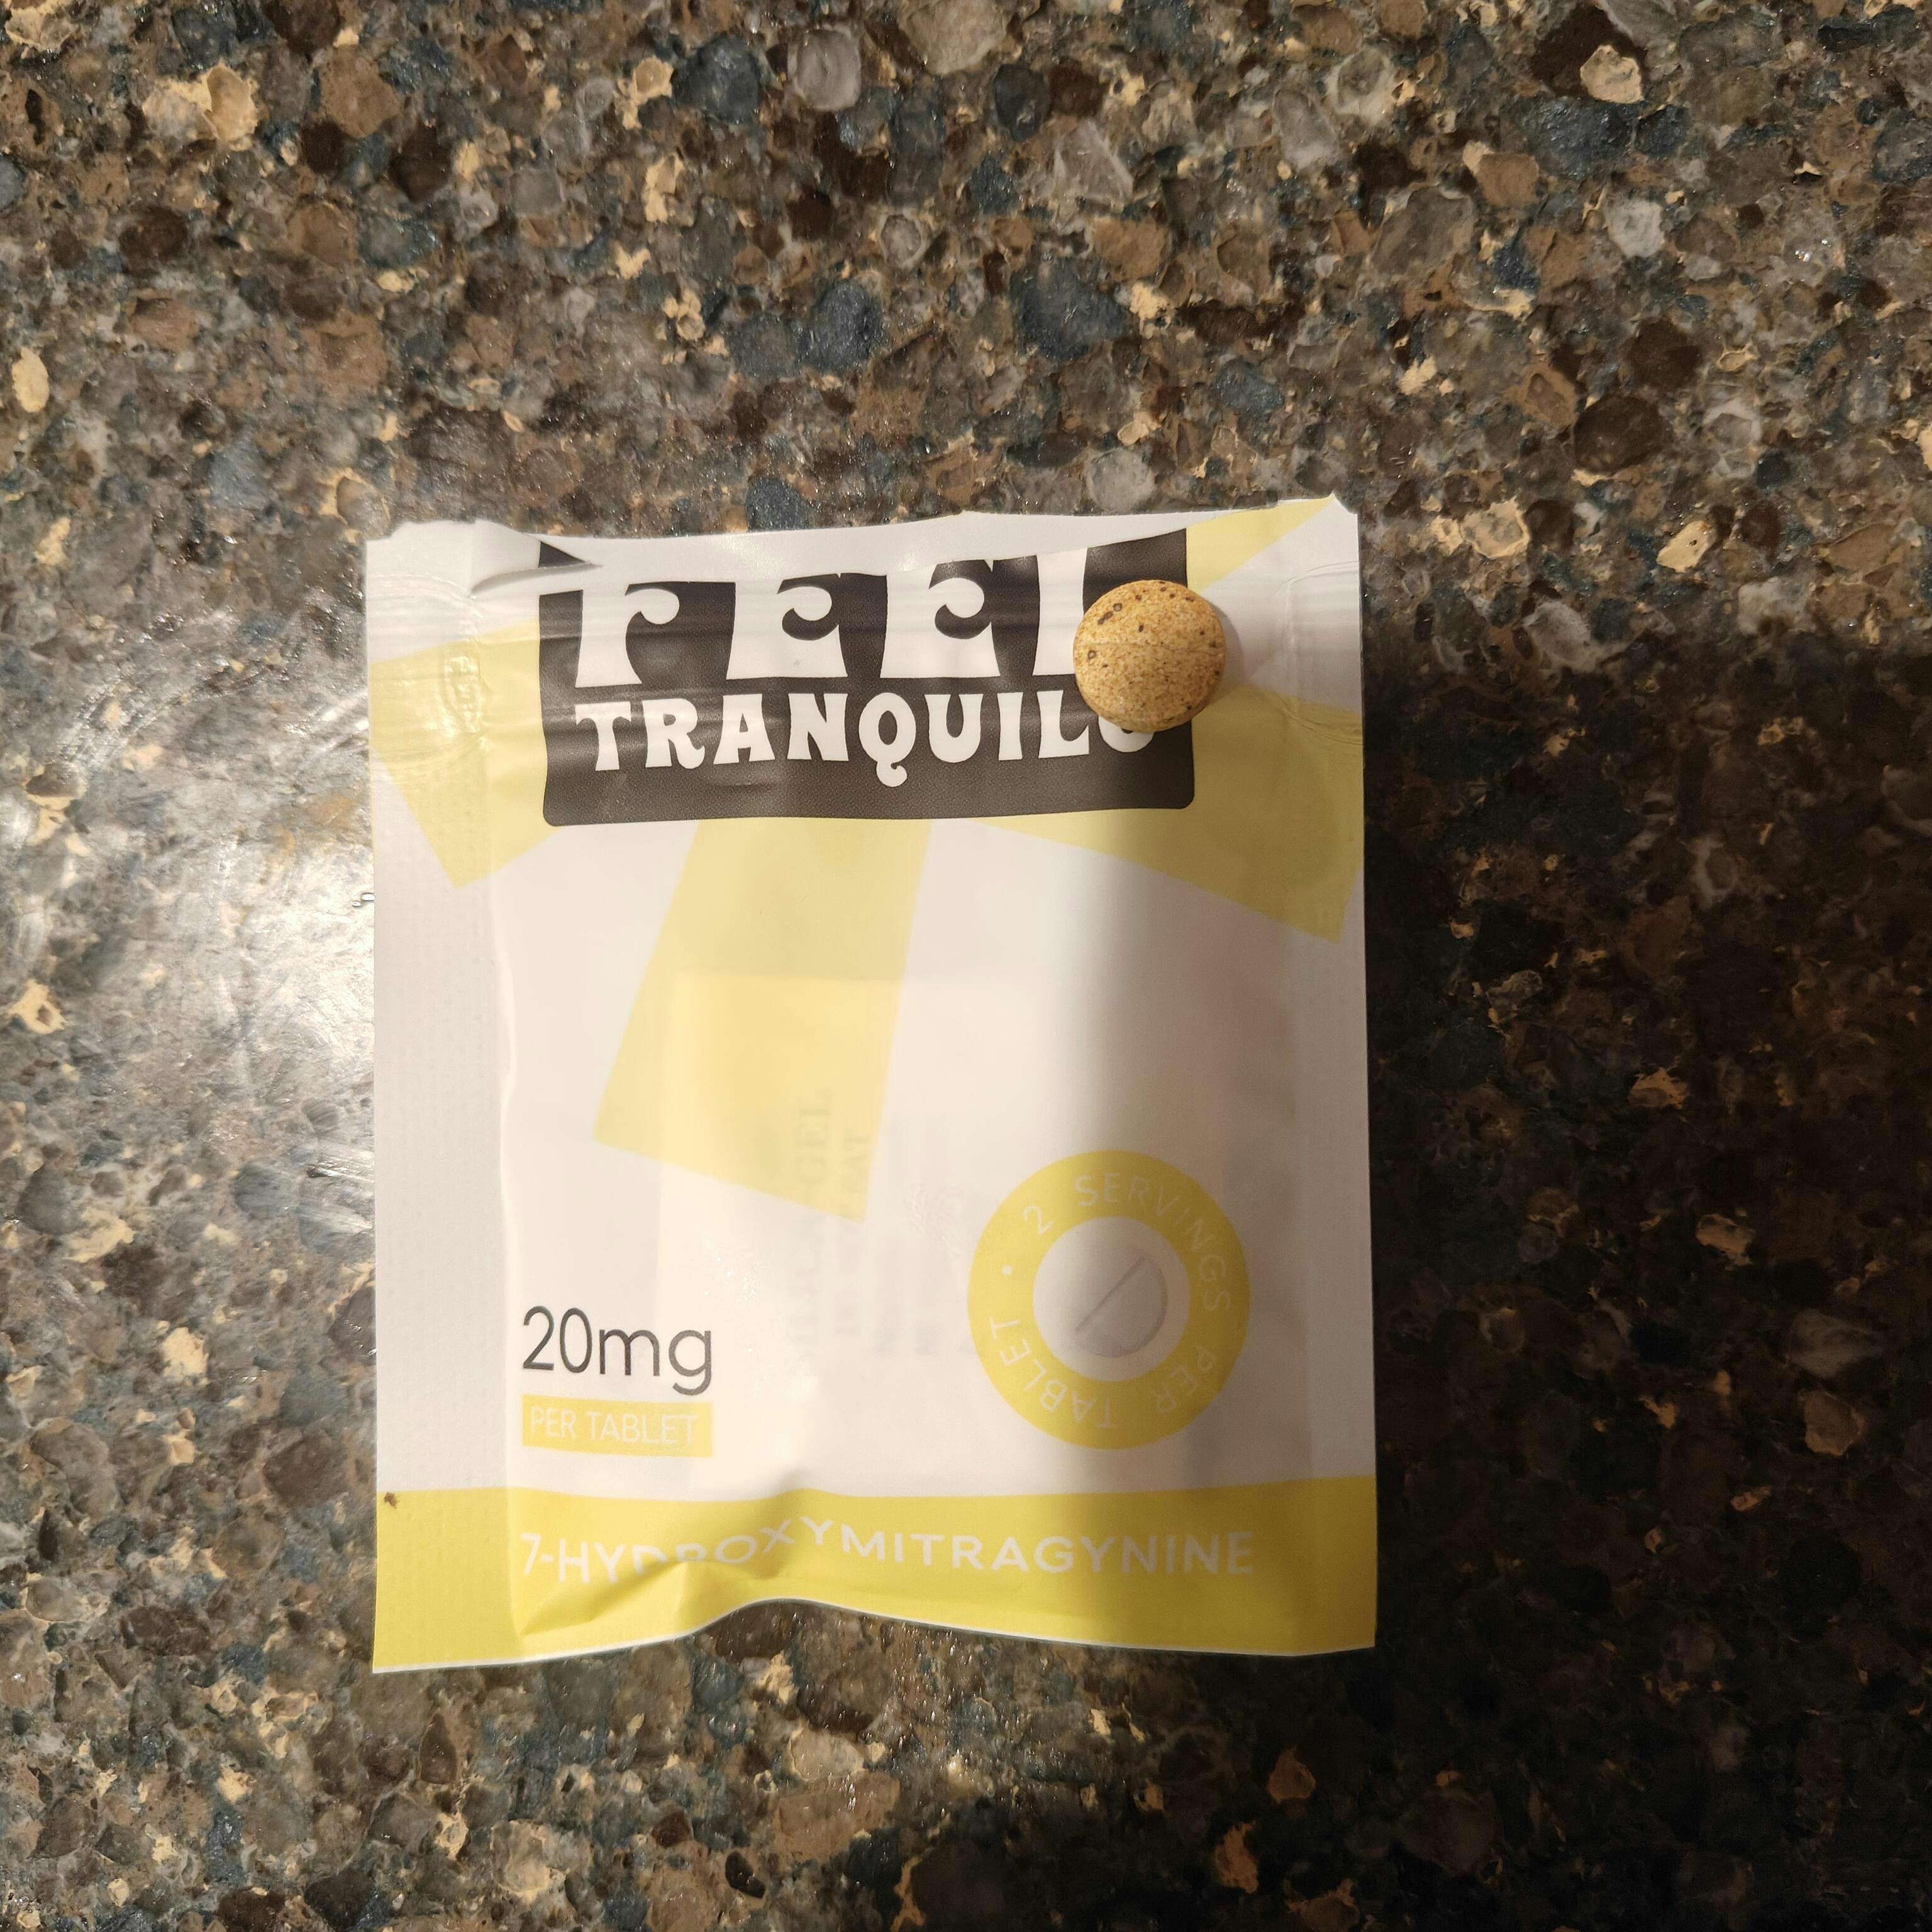 FEEL
TRANQUILO
20mg
PER TABLET
2 SERVINGS PER TABLET •
7-HYDROXYMITRAGYNINE